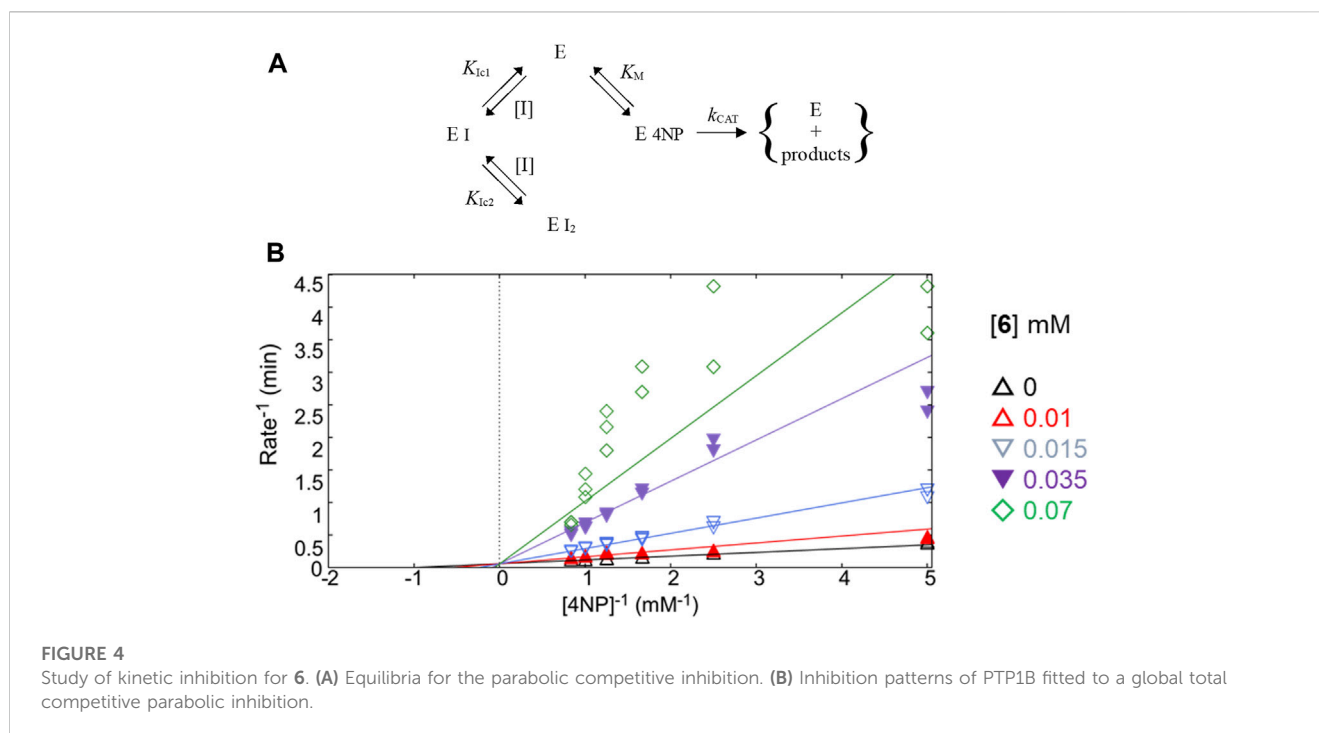 A
E
K_Ic1
K_M
[I]
E I
E 4NP
k_CAT
{ E + products }
[I]
K_Ic2
E I₂
B
4.5
4
3.5
3
2.5
2
1.5
1
0.5
0
Rate⁻¹ (min)
-2 -1 0 1 2 3 4 5
[4NP]⁻¹ (mM⁻¹)
[6] mM
0
0.01
0.015
0.035
0.07
FIGURE 4
Study of kinetic inhibition for 6. (A) Equilibria for the parabolic competitive inhibition. (B) Inhibition patterns of PTP1B fitted to a global total
competitive parabolic inhibition.